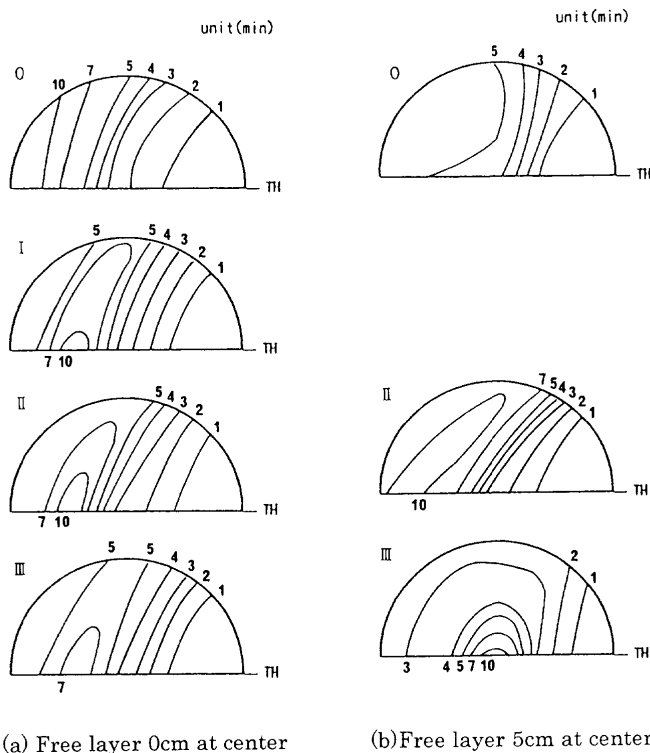 unit(min)
O
10 7 5 4 3 2 1
TH
I
5 5 4 3 2 1
TH
7 10
II
5 4 3 2 1
TH
7 10
III
5 5 4 3 2 1
TH
7
(a) Free layer 0cm at center
unit(min)
O
5 4 3 2 1
TH
II
7 5 4 3 2 1
TH
10
III
2 1
TH
3 4 5 7 10
(b)Free layer 5cm at center